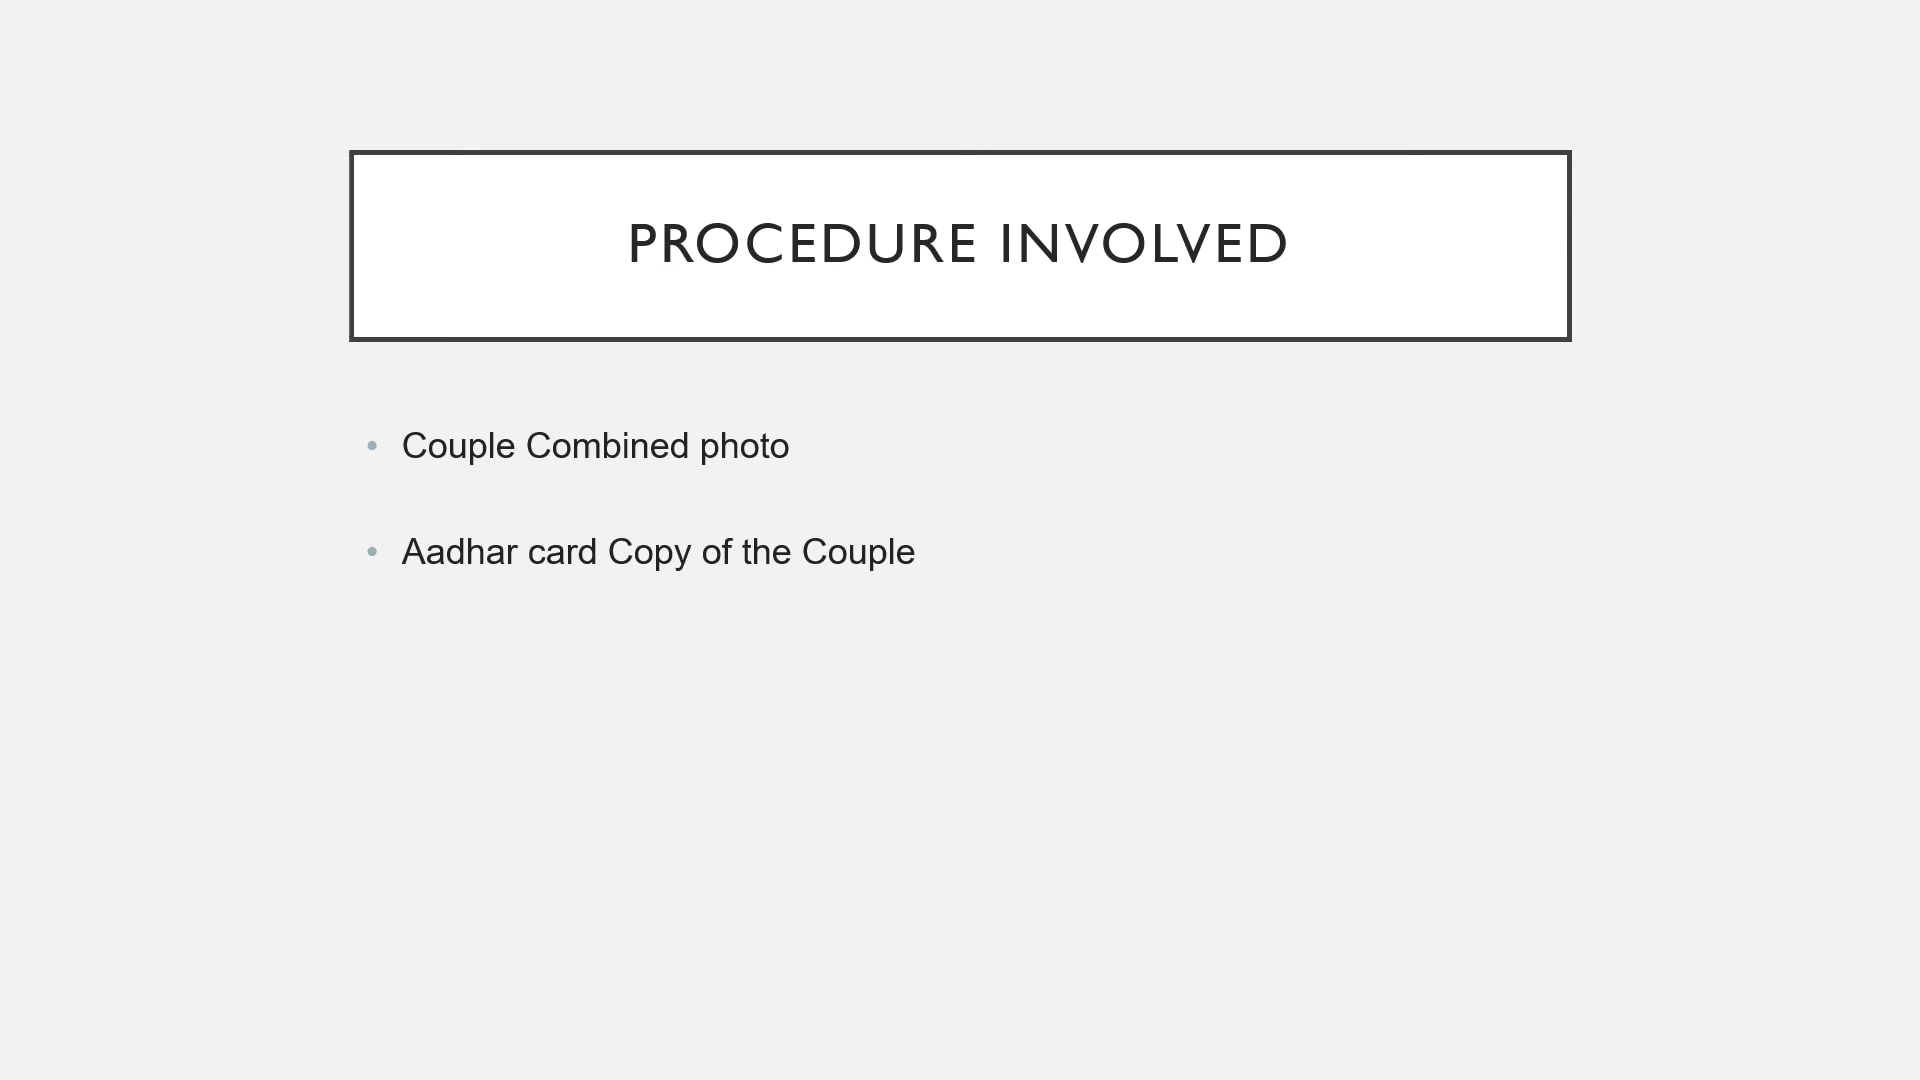 PROCEDURE INVOLVED
• Couple Combined photo
• Aadhar card Copy of the Couple